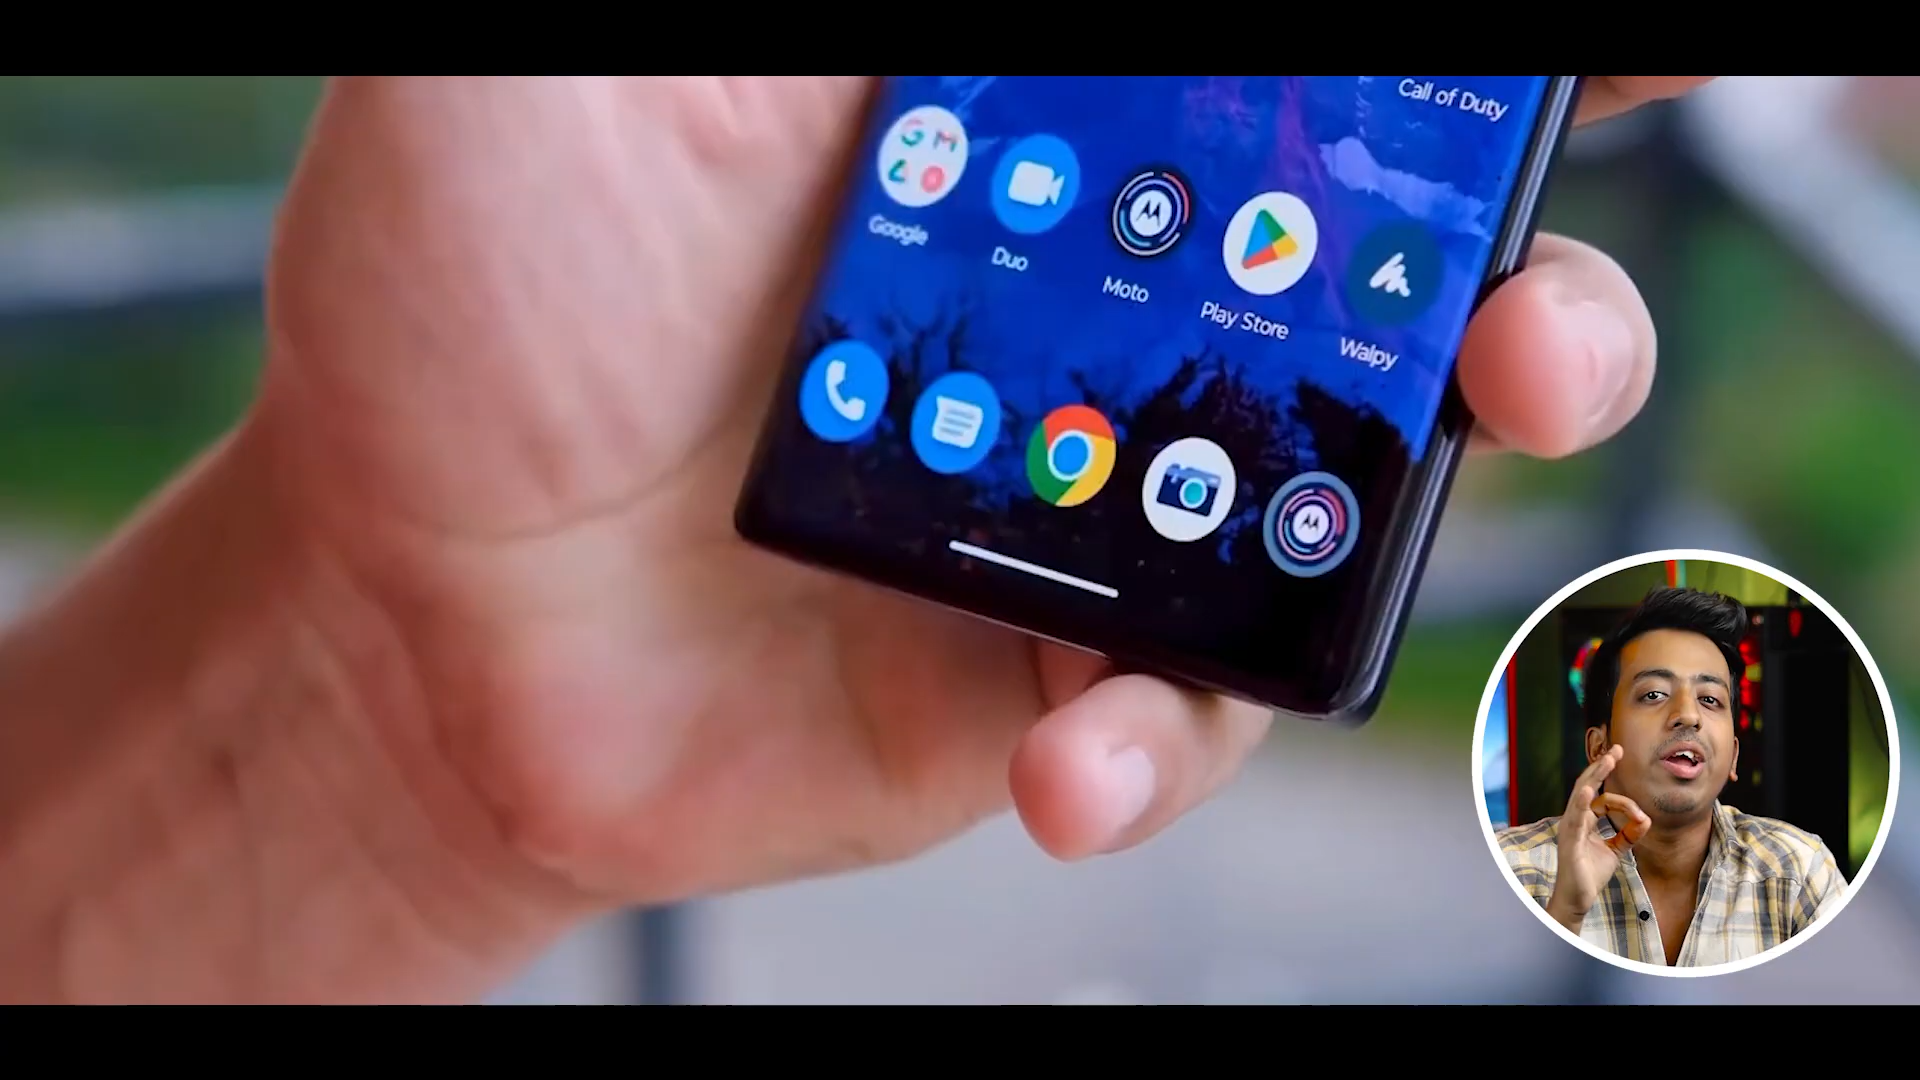 Call of Duty
Google
Duo
Moto
Play Store
Walpy